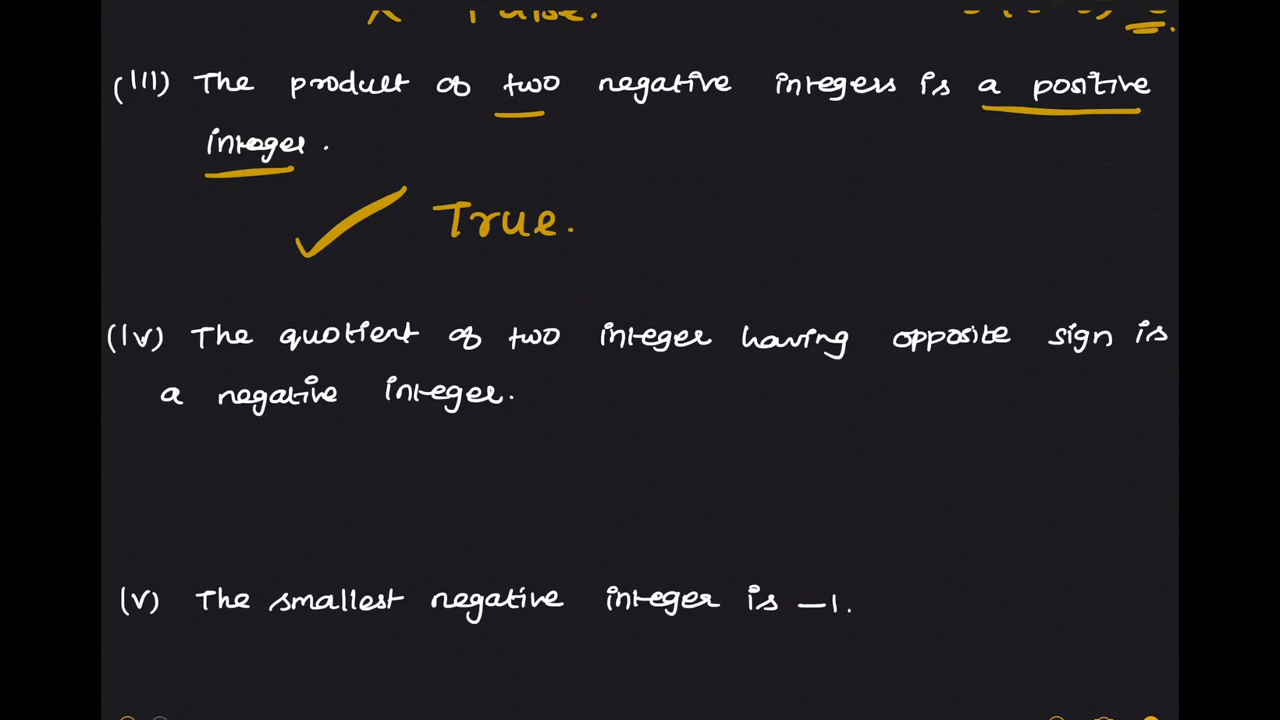 (III) The product of two negative integers is a positive
integer.
True.
(iv) The quotient of two integer having opposite sign is
a negative integer.
(v) The smallest negative integer is -1.